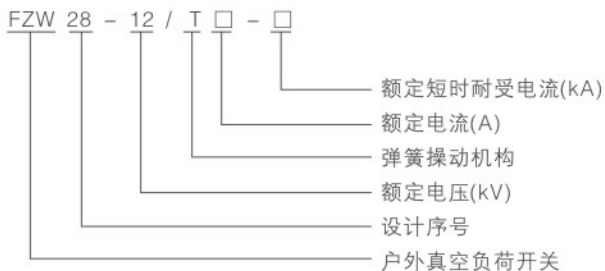 FZW 28 - 12 / T □ - □
额定短时耐受电流(kA)
额定电流(A)
弹簧操动机构
额定电压(kV)
设计序号
户外真空负荷开关